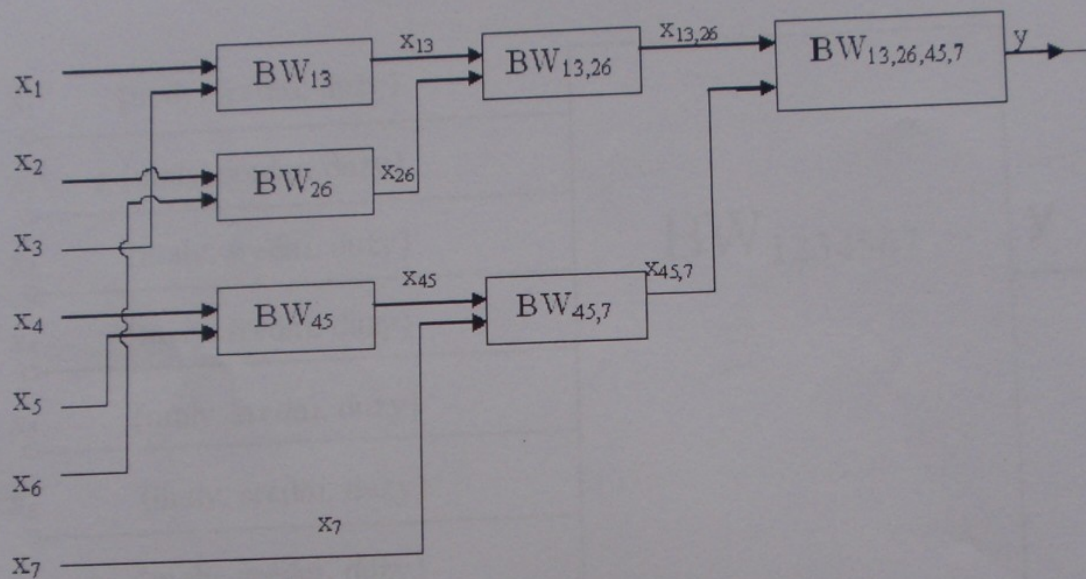 x₁₃
x₁₃,₂₆
y
X₁
BW₁₃
BW₁₃,₂₆
BW₁₃,₂₆,₄₅,₇
X₂
BW₂₆
x₂₆
X₃
x₄₅
x₄₅,₇
X₄
BW₄₅
BW₄₅,₇
X₅
X₆
x₇
X₇